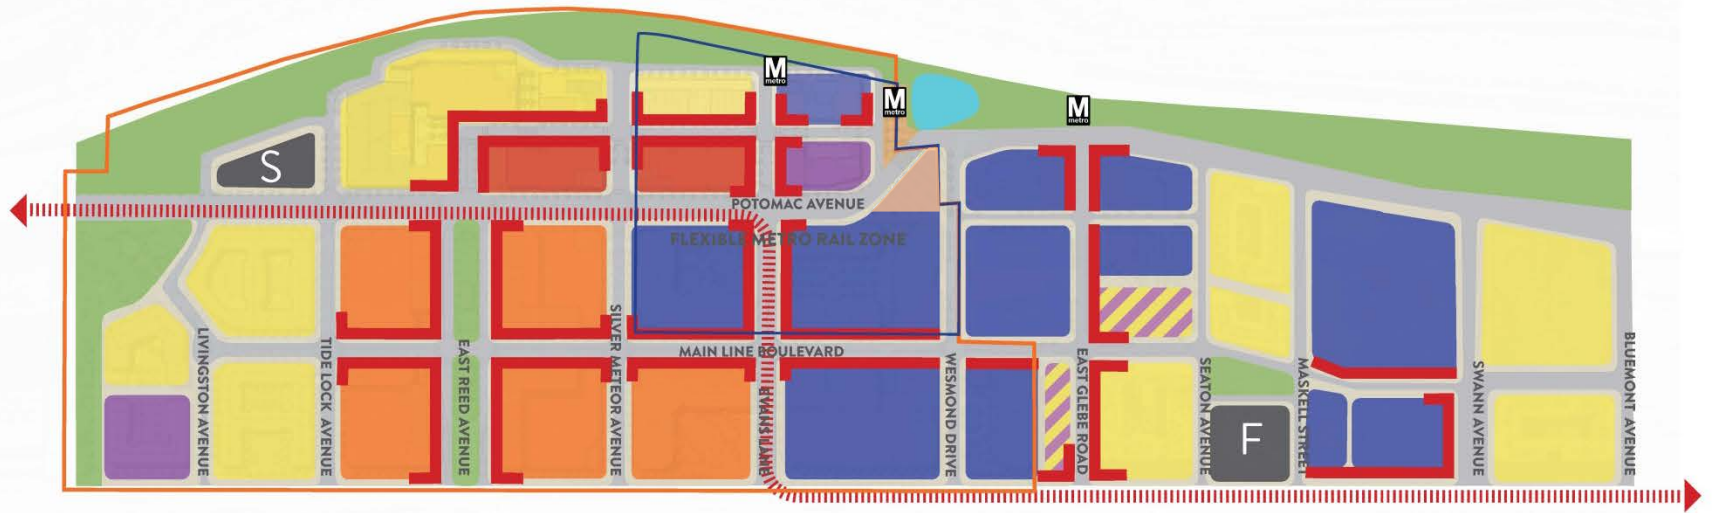 M
metro
M
metro
M
metro
S
POTOMAC AVENUE
FLEXIBLE METRO RAIL ZONE
MAIN LINE BOULEVARD
LIVINGSTON AVENUE
TIDE LOCK AVENUE
EAST REED AVENUE
SILVER METEOR AVENUE
EVANS LANE
WESMOND DRIVE
EAST GLEBE ROAD
SEATON AVENUE
F
MASKELL STREET
SWANN AVENUE
BLUEMONT AVENUE